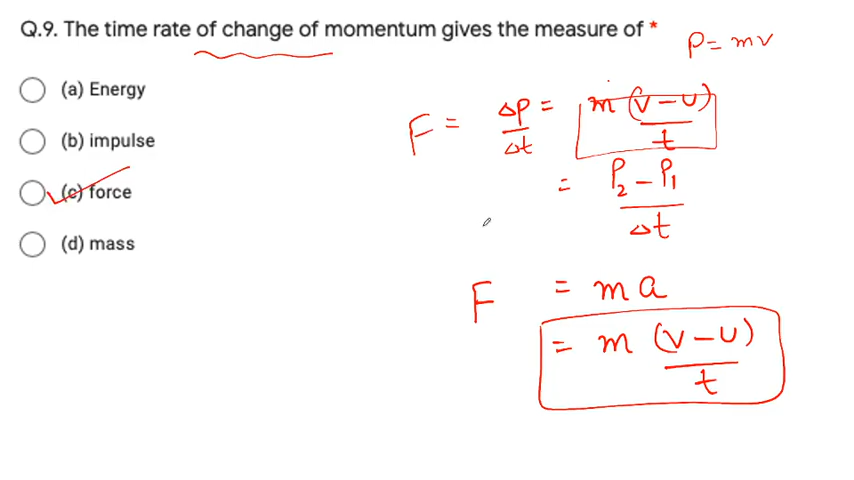 Q.9. The time rate of change of momentum gives the measure of *
P = mv
(a) Energy
F = ΔP/Δt = m(v-u)/t
(b) impulse
= P₂ - P₁/Δt
(c) force
(d) mass
F = ma
= m (v-u)/t